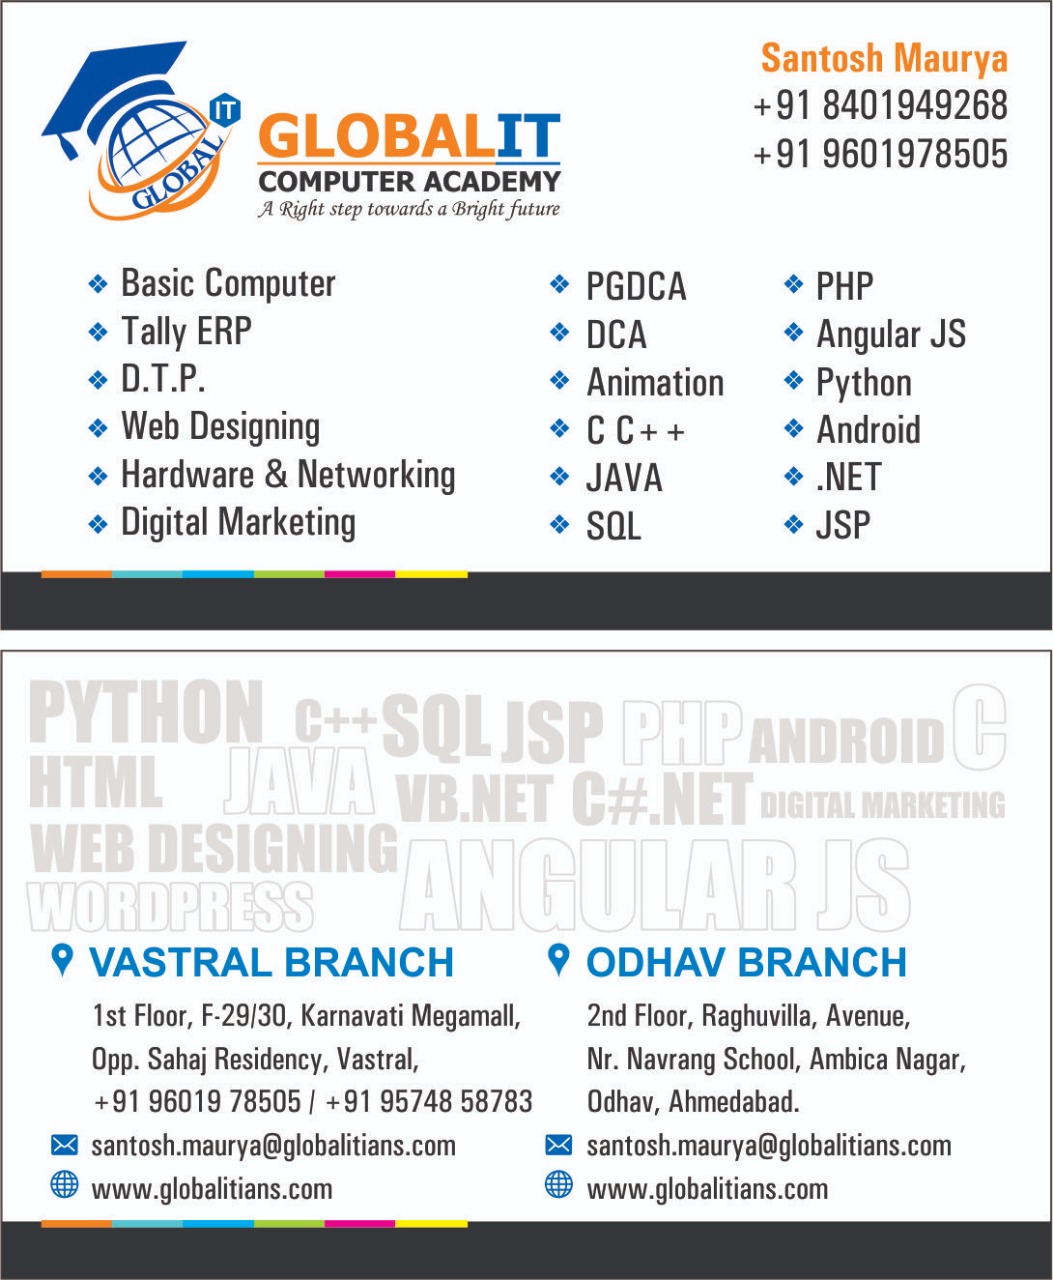 IT
GLOBAL
GLOBALIT
COMPUTER ACADEMY
A Right step towards a Bright future
Santosh Maurya
+91 8401949268
+91 9601978505
Basic Computer
Tally ERP
D.T.P.
Web Designing
Hardware & Networking
Digital Marketing
PGDCA
DCA
Animation
C C++
JAVA
SQL
PHP
Angular JS
Python
Android
.NET
JSP
PYTHON C++ SQL JSP PHP ANDROID C
HTML JAVA VB.NET C#.NET DIGITAL MARKETING
WEB DESIGNING ANGULAR JS
WORDPRESS
VASTRAL BRANCH
1st Floor, F-29/30, Karnavati Megamall,
Opp. Sahaj Residency, Vastral,
+91 96019 78505 / +91 95748 58783
santosh.maurya@globalitians.com
www.globalitians.com
ODHAV BRANCH
2nd Floor, Raghuvilla, Avenue,
Nr. Navrang School, Ambica Nagar,
Odhav, Ahmedabad.
santosh.maurya@globalitians.com
www.globalitians.com